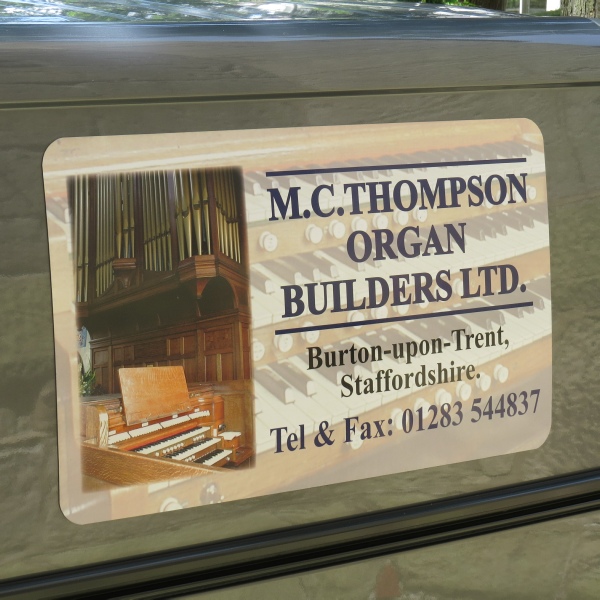 M.C.THOMPSON
ORGAN
BUILDERS LTD.
Burton-upon-Trent,
Staffordshire.
Tel & Fax: 01283 544837